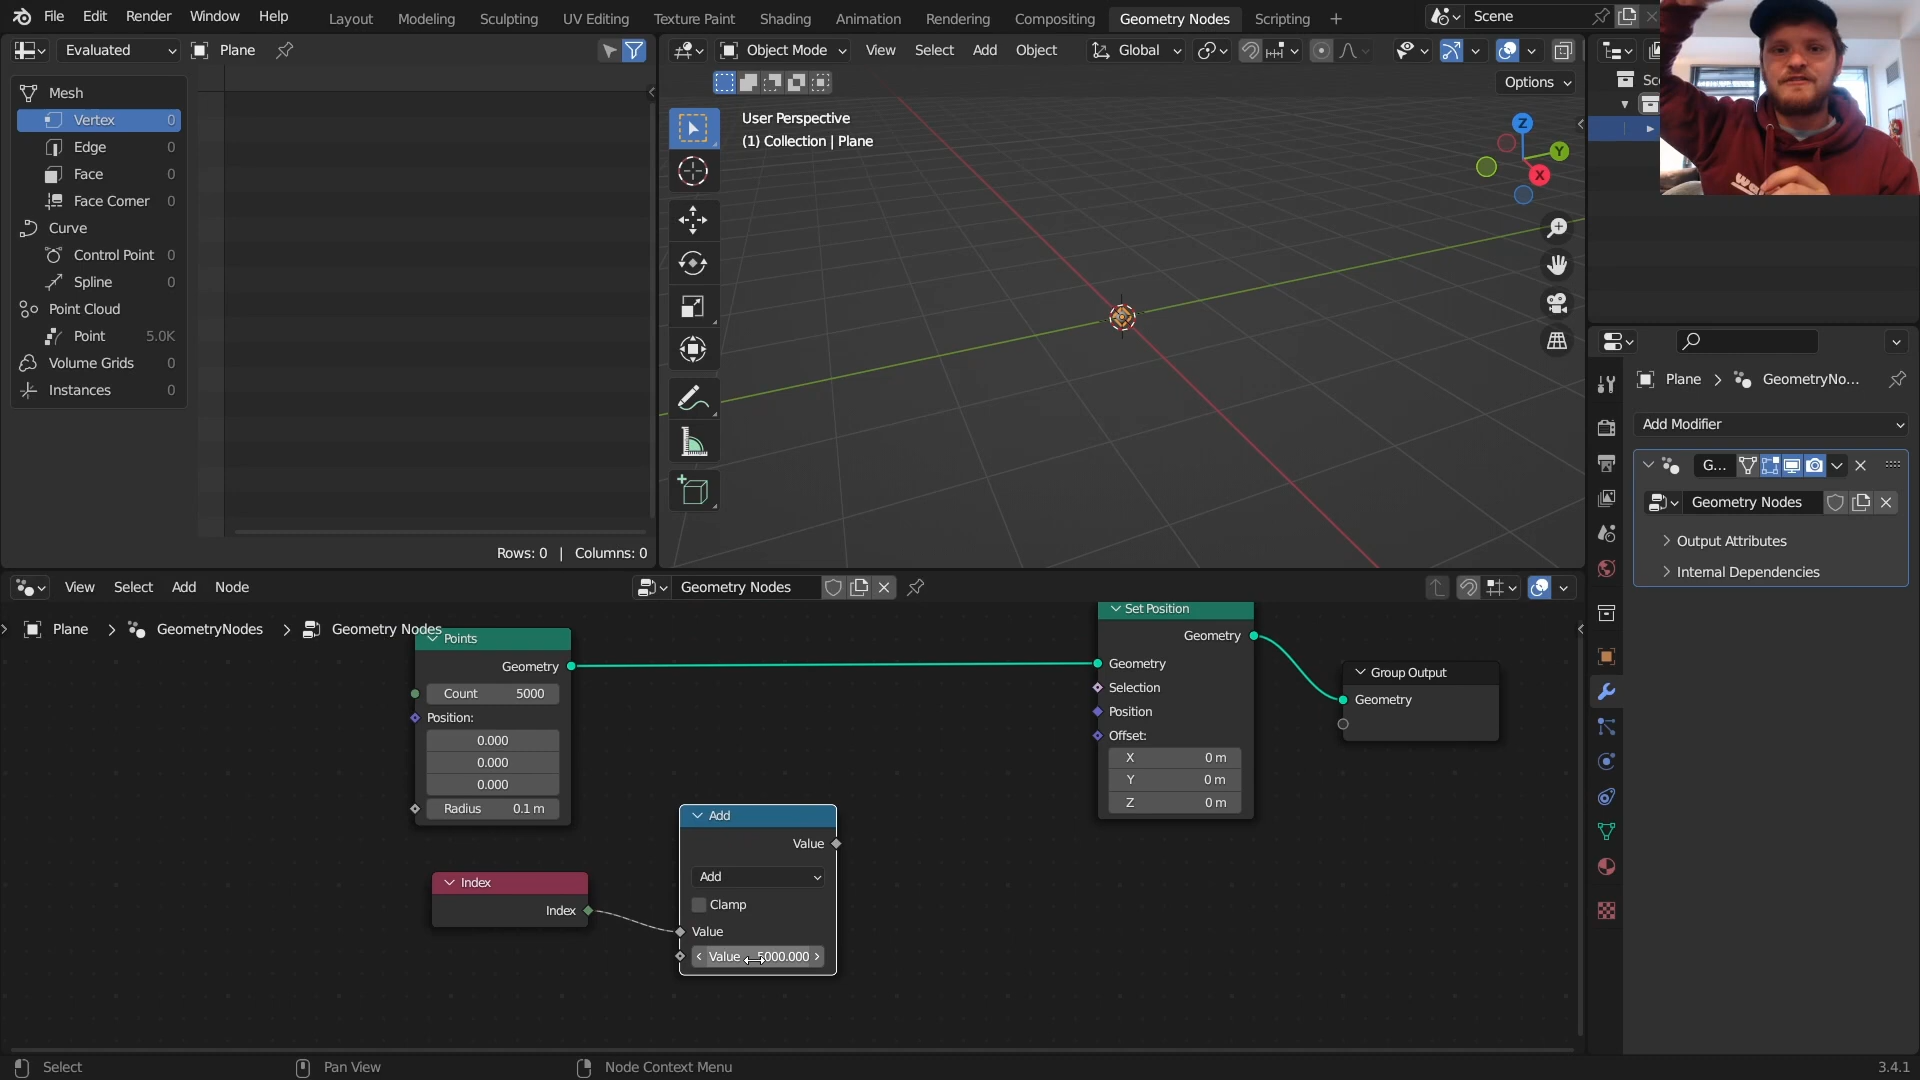 File Edit Render Window Help
Layout Modeling Sculpting UV Editing Texture Paint Shading Animation Rendering Compositing Geometry Nodes Scripting +
Scene
Evaluated Plane
Object Mode View Select Add Object Global
Options
Mesh
Vertex 0
Edge 0
Face 0
Face Corner 0
Curve
Control Point 0
Spline 0
Point Cloud
Point 5.0K
Volume Grids 0
Instances 0
Rows: 0 | Columns: 0
User Perspective
(1) Collection | Plane
Z
Y
X
Plane GeometryNo...
Add Modifier
G...
Geometry Nodes
Output Attributes
Internal Dependencies
View Select Add Node
Geometry Nodes
Plane > GeometryNodes > Geometry Nodes
Points
Geometry
Count 5000
Position:
0.000
0.000
0.000
Radius 0.1 m
Index
Index
Add
Value
Add
Clamp
Value
Value 5000.000
Set Position
Geometry
Geometry
Selection
Position
Offset:
X 0 m
Y 0 m
Z 0 m
Group Output
Geometry
Select
Pan View
Node Context Menu
3.4.1